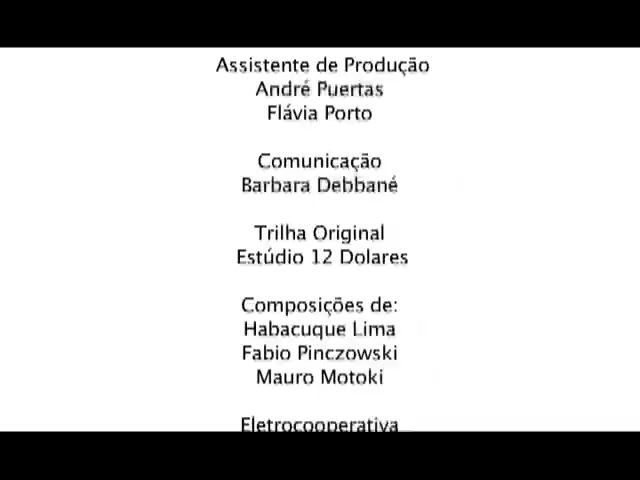 Assistente de Produção
André Puertas
Flávia Porto
Comunicação
Barbara Debbané
Trilha Original
Estúdio 12 Dolares
Composições de:
Habacuque Lima
Fabio Pinczowski
Mauro Motoki
Eletrocooperativa